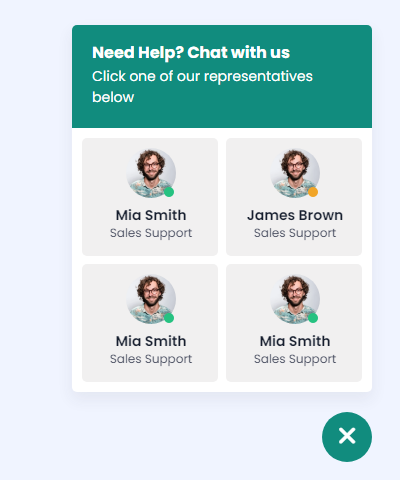 Need Help? Chat with us
Click one of our representatives
below
Mia Smith
Sales Support
James Brown
Sales Support
Mia Smith
Sales Support
Mia Smith
Sales Support